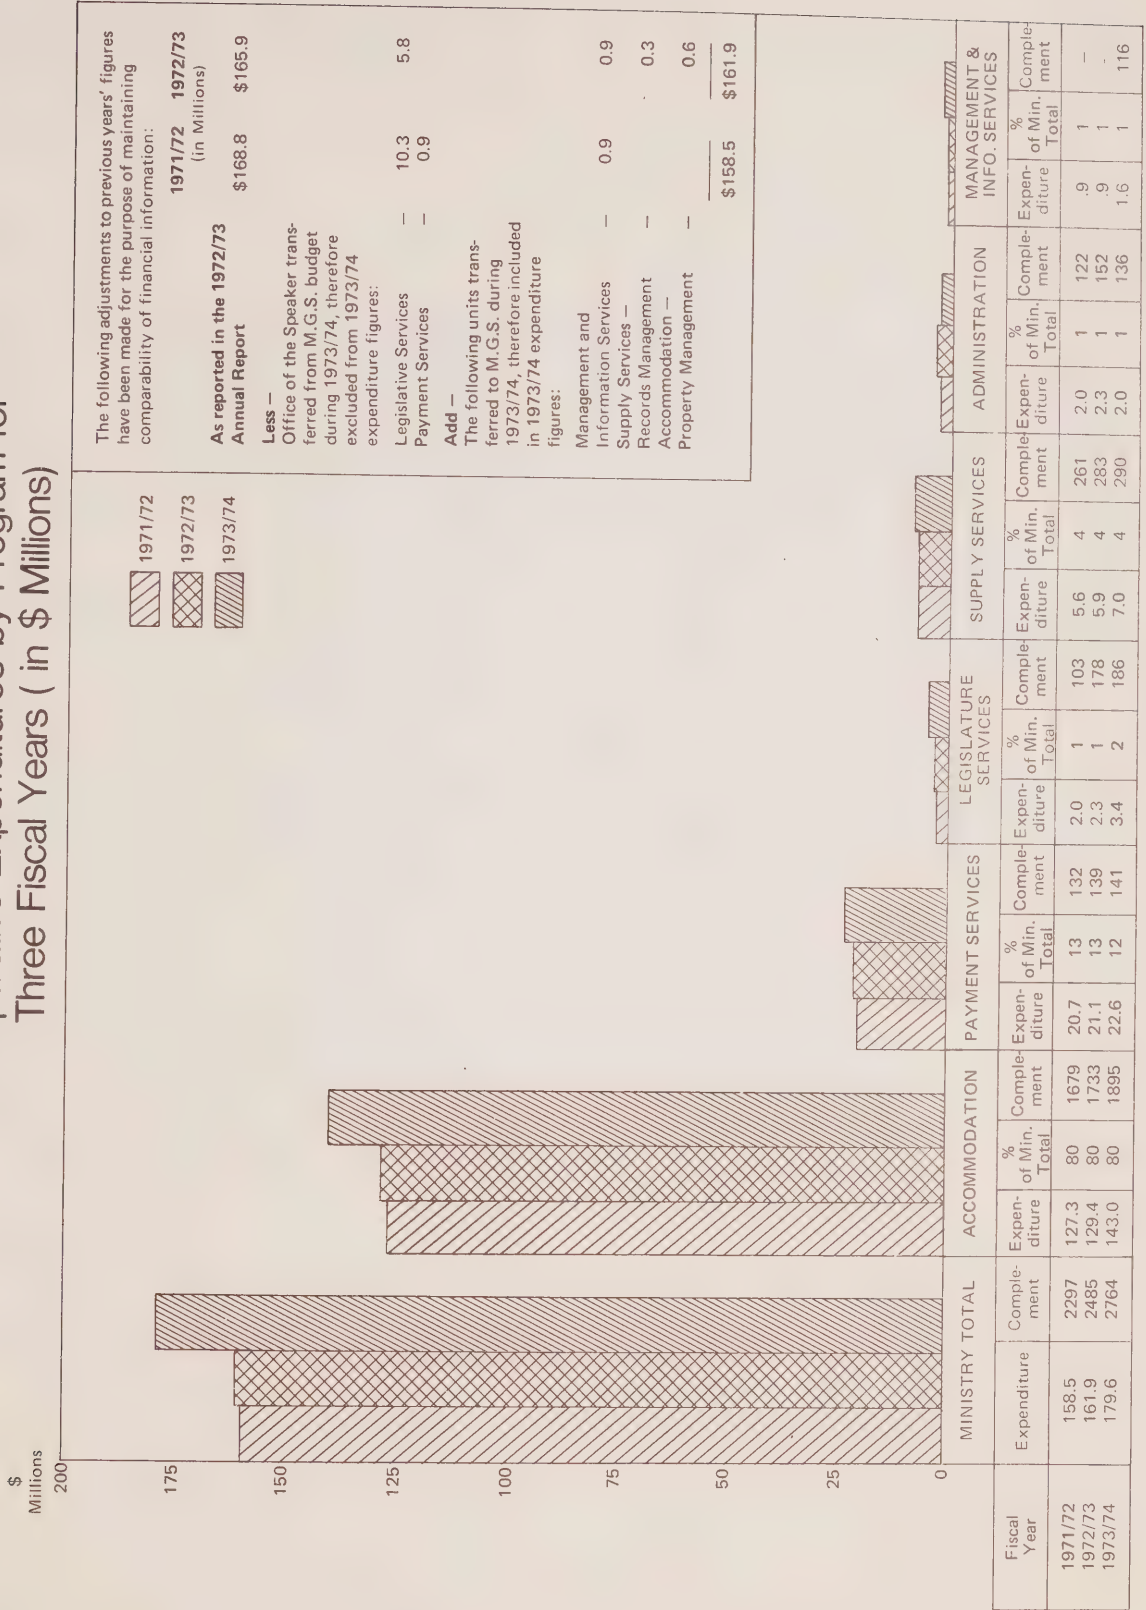 Expenditures by Program for
Three Fiscal Years ( in $ Millions)
$
Millions
200
175
150
125
100
75
50
25
0
1971/72
1972/73
1973/74
The following adjustments to previous years' figures
have been made for the purpose of maintaining
comparability of financial information:
1971/72 1972/73
(in Millions)
As reported in the 1972/73
Annual Report $168.8 $165.9
Less —
Office of the Speaker trans-
ferred from M.G.S. budget
during 1973/74, therefore
excluded from 1973/74
expenditure figures:
Legislative Services — 10.3 5.8
Payment Services — 0.9
Add —
The following units trans-
ferred to M.G.S. during
1973/74, therefore included
in 1973/74 expenditure
figures:
Management and
Information Services — 0.9 0.9
Supply Services —
Records Management — 0.3
Accommodation —
Property Management — 0.6
$158.5 $161.9
MINISTRY TOTAL ACCOMMODATION PAYMENT SERVICES LEGISLATURE SERVICES SUPPLY SERVICES ADMINISTRATION MANAGEMENT & INFO. SERVICES
Fiscal Year Expenditure Comple-ment Expen-diture % of Min. Total Comple-ment Expen-diture % of Min. Total Comple-ment Expen-diture % of Min. Total Comple-ment Expen-diture % of Min. Total Comple-ment Expen-diture % of Min. Total Comple-ment Expen-diture % of Min. Total Comple-ment
1971/72 158.5 2297 127.3 80 1679 20.7 13 132 2.0 1 103 5.6 4 261 2.0 1 122 .9 1 —
1972/73 161.9 2485 129.4 80 1733 21.1 13 139 2.3 1 178 5.9 4 283 2.3 1 152 .9 1 -
1973/74 179.6 2764 143.0 80 1895 22.6 12 141 3.4 2 186 7.0 4 290 2.0 1 136 1.6 1 116